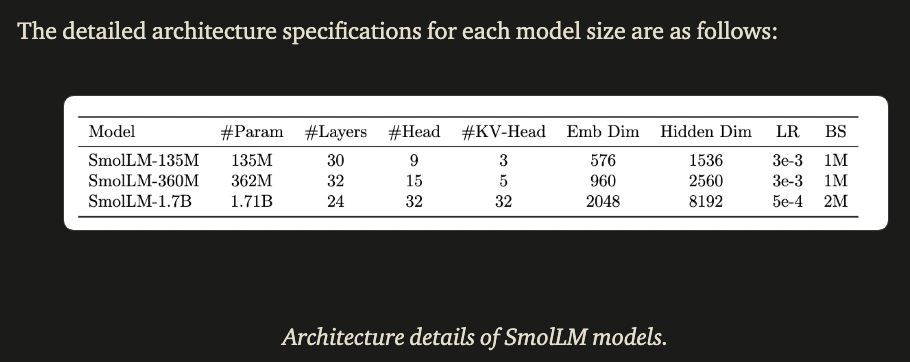 The detailed architecture specifications for each model size are as follows:
Model #Param #Layers #Head #KV-Head Emb Dim Hidden Dim LR BS
SmolLM-135M 135M 30 9 3 576 1536 3e-3 1M
SmolLM-360M 362M 32 15 5 960 2560 3e-3 1M
SmolLM-1.7B 1.71B 24 32 32 2048 8192 5e-4 2M
Architecture details of SmolLM models.